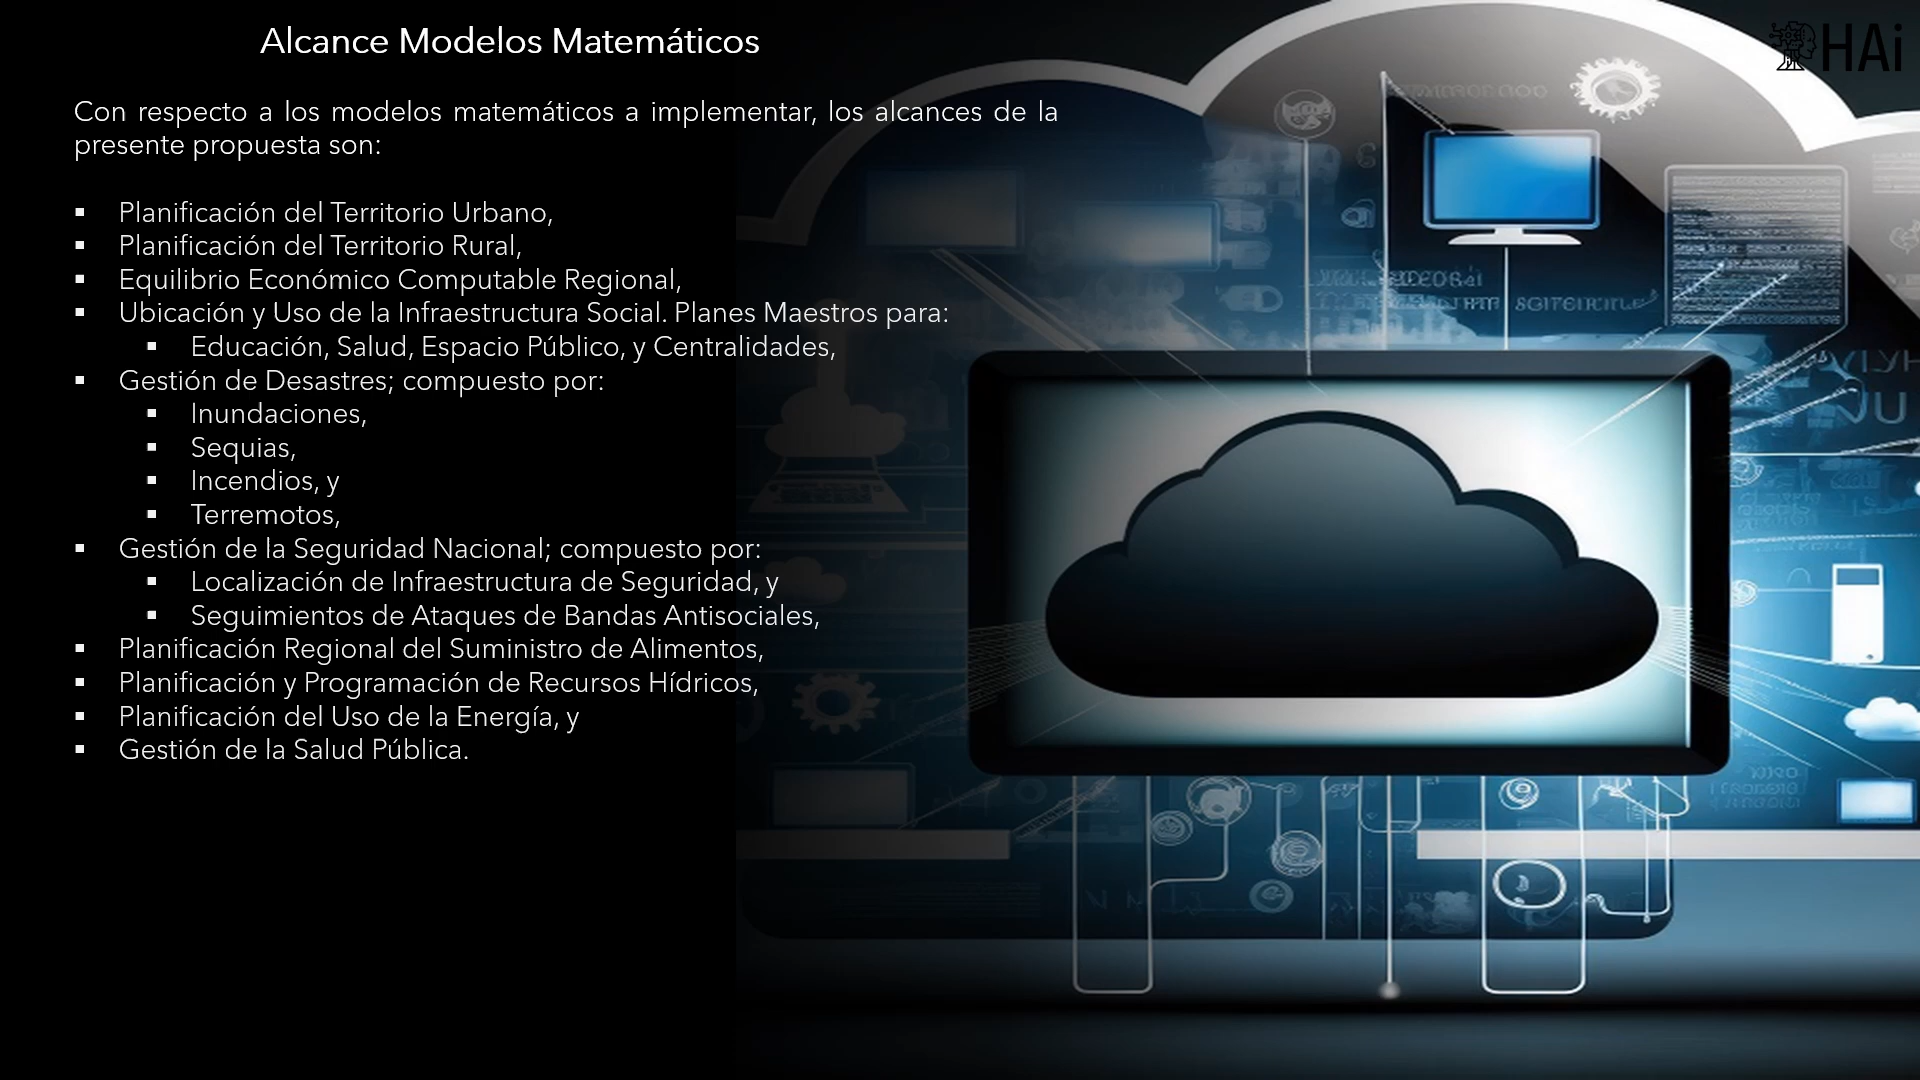 Alcance Modelos Matemáticos
HAi
Con respecto a los modelos matemáticos a implementar, los alcances de la
presente propuesta son:
▪ Planificación del Territorio Urbano,
▪ Planificación del Territorio Rural,
▪ Equilibrio Económico Computable Regional,
▪ Ubicación y Uso de la Infraestructura Social. Planes Maestros para:
▪ Educación, Salud, Espacio Público, y Centralidades,
▪ Gestión de Desastres; compuesto por:
▪ Inundaciones,
▪ Sequias,
▪ Incendios, y
▪ Terremotos,
▪ Gestión de la Seguridad Nacional; compuesto por:
▪ Localización de Infraestructura de Seguridad, y
▪ Seguimientos de Ataques de Bandas Antisociales,
▪ Planificación Regional del Suministro de Alimentos,
▪ Planificación y Programación de Recursos Hídricos,
▪ Planificación del Uso de la Energía, y
▪ Gestión de la Salud Pública.